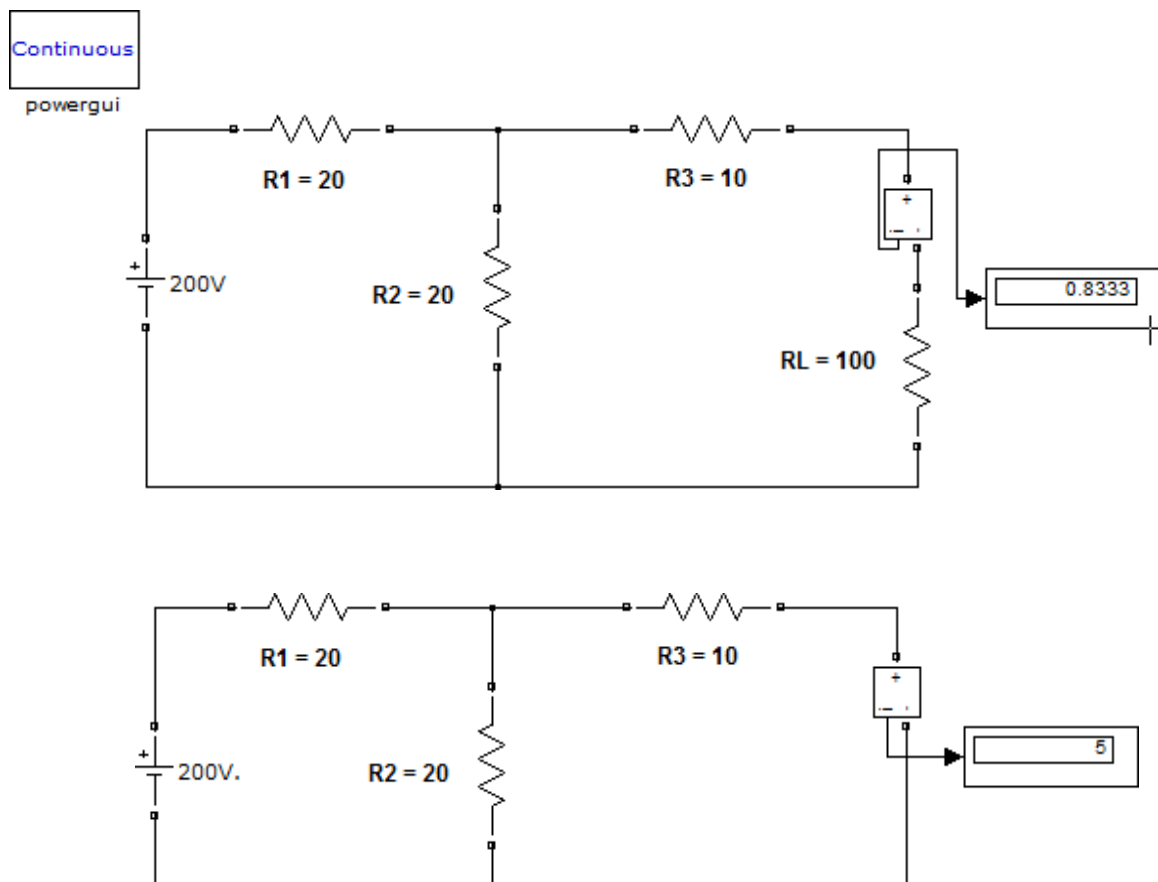 Continuous
powergui
R1 = 20
R3 = 10
+
+
200V
R2 = 20
0.8333
RL = 100
R1 = 20
R3 = 10
+
+
200V.
R2 = 20
5